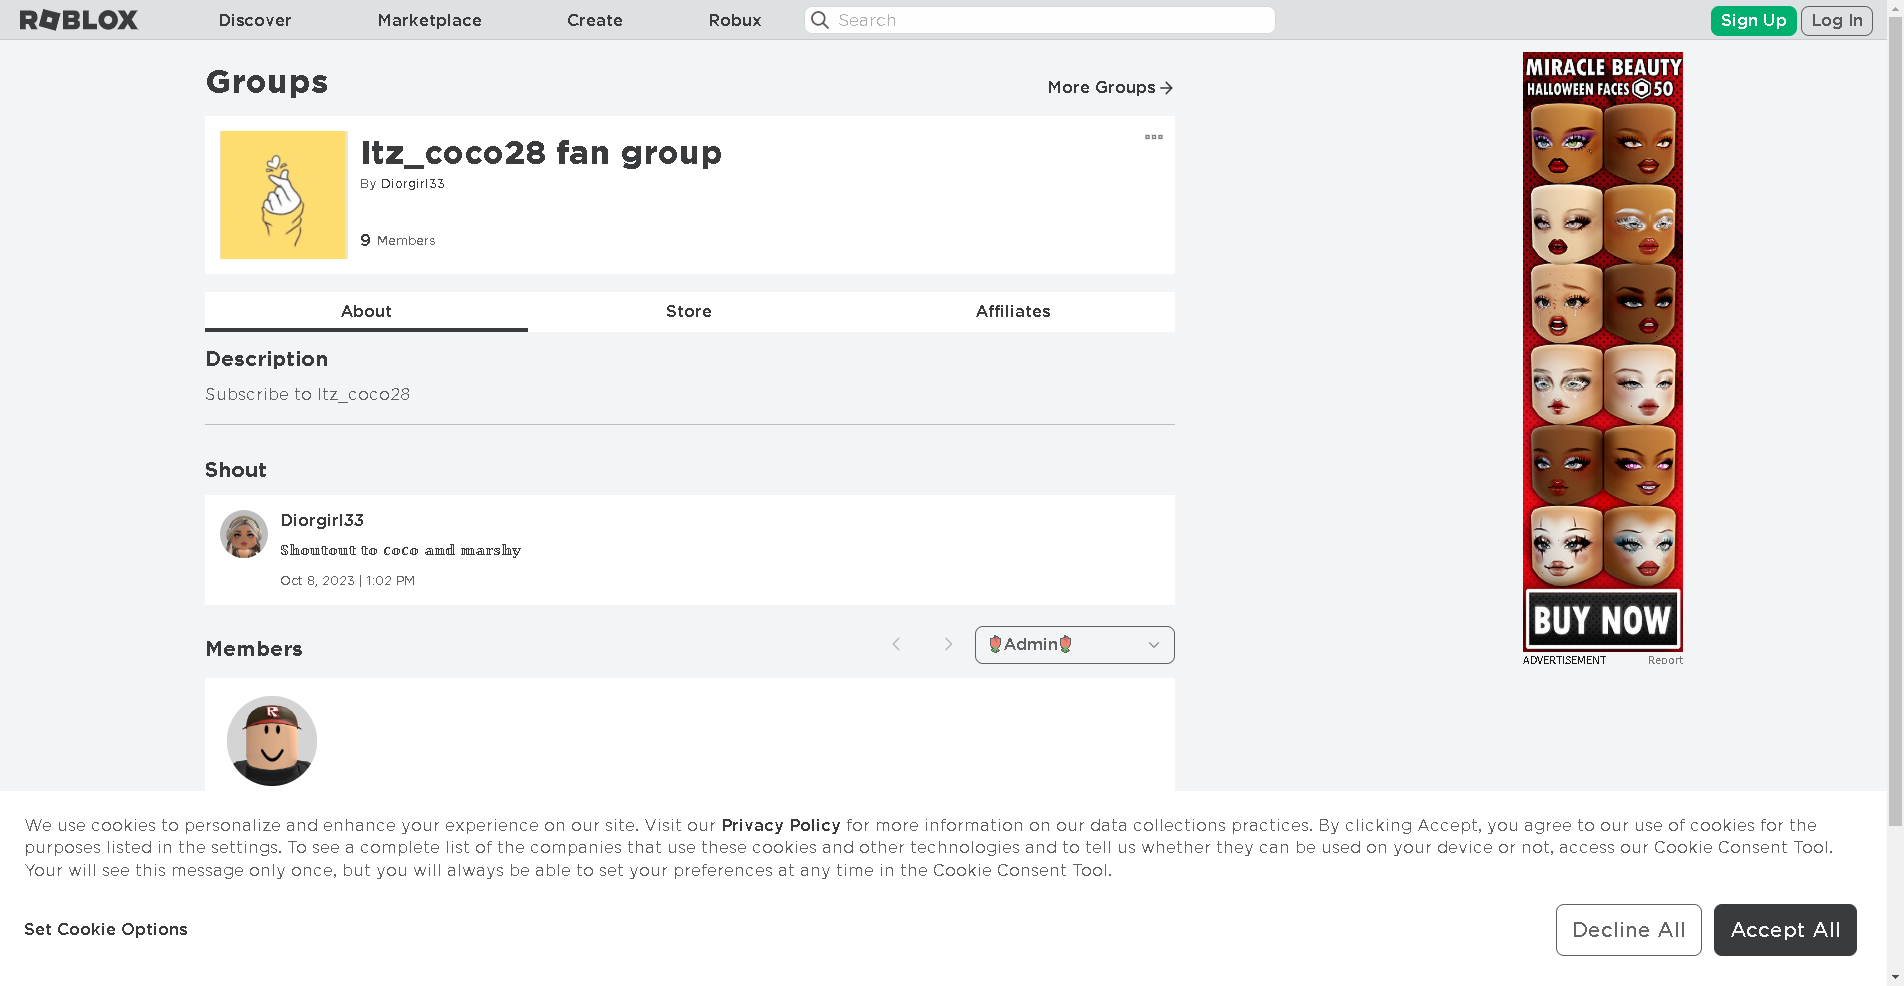 ROBLOX
Discover
Marketplace
Create
Robux
Search
Sign Up
Log In
Groups
More Groups
Itz_coco28 fan group
By Diorgirl33
9 Members
About
Store
Affiliates
Description
Subscribe to Itz_coco28
Shout
Diorgirl33
Shoutout to coco and marshy
Oct 8, 2023 | 1:02 PM
Members
🌹Admin🌹
MIRACLE BEAUTY
HALLOWEEN FACES 50
BUY NOW
ADVERTISEMENT
Report
We use cookies to personalize and enhance your experience on our site. Visit our Privacy Policy for more information on our data collections practices. By clicking Accept, you agree to our use of cookies for the
purposes listed in the settings. To see a complete list of the companies that use these cookies and other technologies and to tell us whether they can be used on your device or not, access our Cookie Consent Tool.
Your will see this message only once, but you will always be able to set your preferences at any time in the Cookie Consent Tool.
Set Cookie Options
Decline All
Accept All